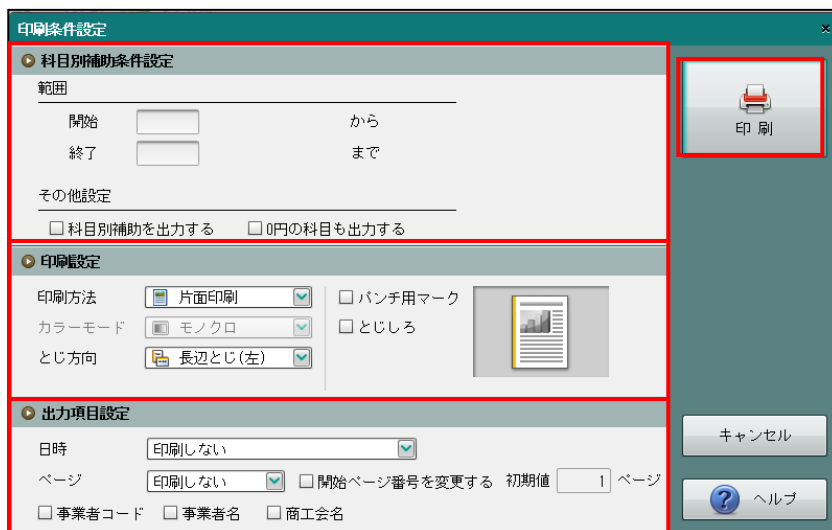 印刷条件設定
×
科目別補助条件設定
範囲
開始 から
終了 まで
その他設定
科目別補助を出力する 0円の科目も出力する
印刷設定
印刷方法 片面印刷 パンチ用マーク
カラーモード モノクロ とじしろ
とじ方向 長辺とじ(左)
出力項目設定
日時 印刷しない
ページ 印刷しない 開始ページ番号を変更する 初期値 1 ページ
事業者コード 事業者名 商工会名
印刷
キャンセル
? ヘルプ